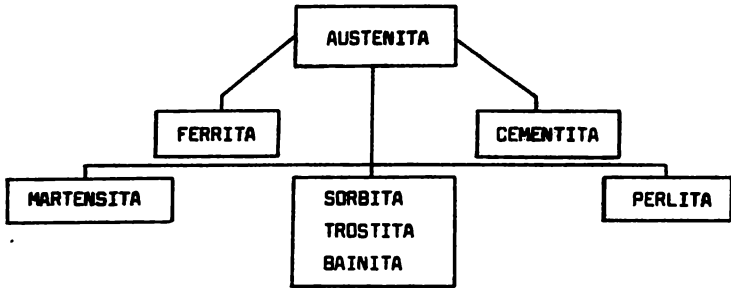 AUSTENITA
FERRITA
CEMENTITA
MARTENSITA
SORBITA
TROSTITA
BAINITA
PERLITA